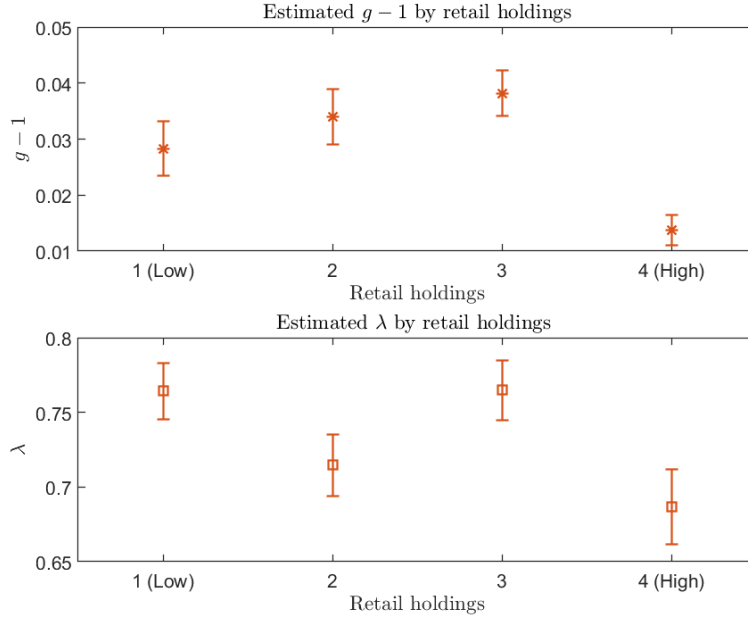 Estimated g − 1 by retail holdings
0.05
0.04
0.03
0.02
0.01
g − 1
1 (Low) 2 3 4 (High)
Retail holdings
Estimated λ by retail holdings
0.8
0.75
0.7
0.65
λ
1 (Low) 2 3 4 (High)
Retail holdings